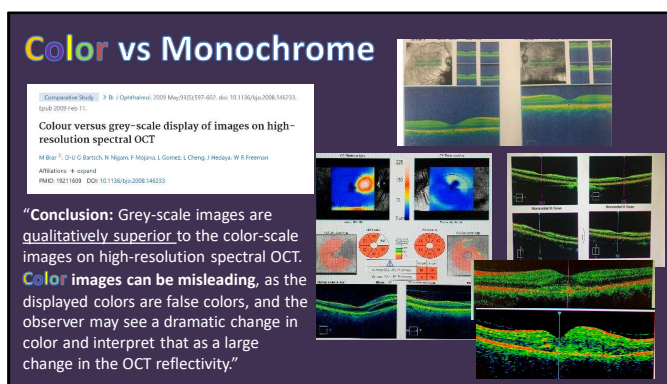 Color vs Monochrome
Comparative Study > Br J Ophthalmol. 2009 May;93(5):597-602. doi: 10.1136/bjo.2008.146233.
Epub 2009 Feb 11.
Colour versus grey-scale display of images on high-
resolution spectral OCT
M Brar 1, D-U G Bartsch, N Nigam, F Mojana, L Gomez, L Cheng, J Hedaya, W R Freeman
Affiliations + expand
PMID: 19211609 DOI: 10.1136/bjo.2008.146233
“Conclusion: Grey-scale images are
qualitatively superior to the color-scale
images on high-resolution spectral OCT.
Color images can be misleading, as the
displayed colors are false colors, and the
observer may see a dramatic change in
color and interpret that as a large
change in the OCT reflectivity.”